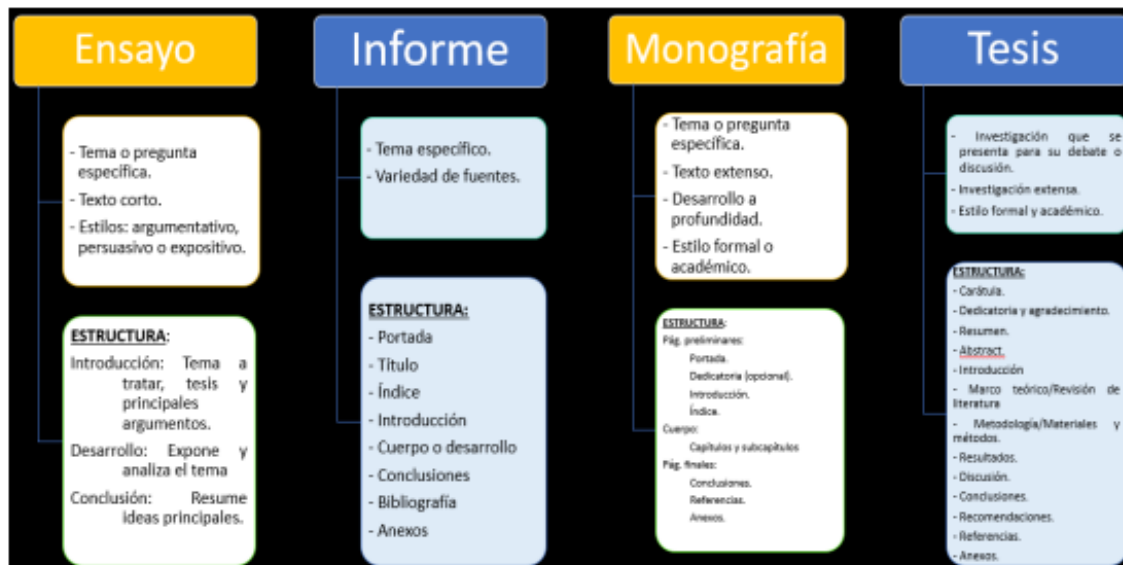 Ensayo
- Tema o pregunta
específica.
- Texto corto.
- Estilos: argumentativo,
persuasivo o expositivo.
ESTRUCTURA:
Introducción: Tema a
tratar, tesis y
principales
argumentos.
Desarrollo: Expone y
analiza el tema
Conclusión: Resume
ideas principales.
Informe
- Tema específico.
- Variedad de fuentes.
ESTRUCTURA:
- Portada
- Título
- Índice
- Introducción
- Cuerpo o desarrollo
- Conclusiones
- Bibliografía
- Anexos
Monografía
- Tema o pregunta
específica.
- Texto extenso.
- Desarrollo a
profundidad.
- Estilo formal o
académico.
ESTRUCTURA:
Pág. preliminares:
Portada.
Dedicatoria (opcional).
Introducción.
Índice.
Cuerpo:
Capítulos y subcapítulos
Pág. finales:
Conclusiones.
Referencias.
Anexos.
Tesis
- Investigación que se
presenta para su debate o
discusión.
- Investigación extensa.
- Estilo formal y académico.
ESTRUCTURA:
- Carátula.
- Dedicatoria y agradecimiento.
- Resumen.
- Abstract.
- Introducción
- Marco teórico/Revisión de
literatura
- Metodología/Materiales y
métodos.
- Resultados.
- Discusión.
- Conclusiones.
- Recomendaciones.
- Referencias.
- Anexos.